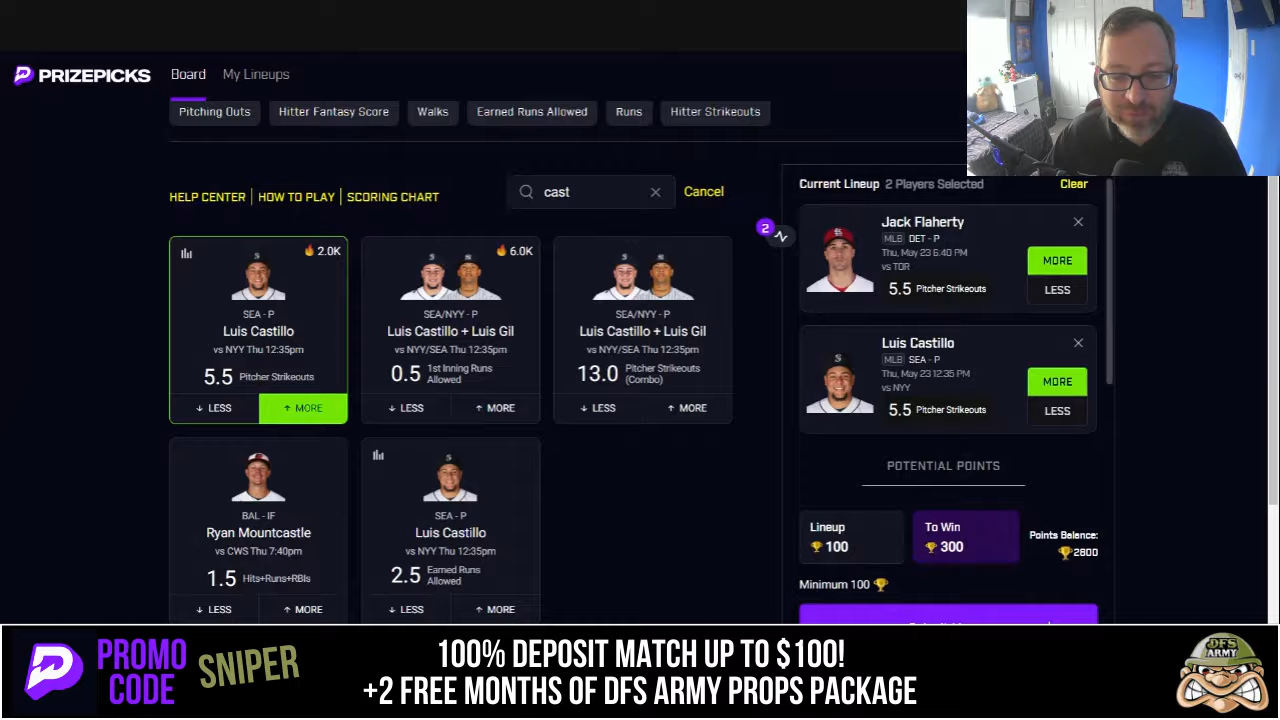 PRIZEPICKS
Board
My Lineups
Pitching Outs
Hitter Fantasy Score
Walks
Earned Runs Allowed
Runs
Hitter Strikeouts
HELP CENTER
HOW TO PLAY
SCORING CHART
cast
Cancel
2.0K
SEA - P
Luis Castillo
vs NYY Thu 12:35pm
5.5 Pitcher Strikeouts
↓ LESS
↑ MORE
6.0K
SEA/NYY - P
Luis Castillo + Luis Gil
vs NYY/SEA Thu 12:35pm
0.5 1st Inning Runs
Allowed
↓ LESS
↑ MORE
SEA/NYY - P
Luis Castillo + Luis Gil
vs NYY/SEA Thu 12:35pm
13.0 Pitcher Strikeouts
(Combo)
↓ LESS
↑ MORE
BAL - IF
Ryan Mountcastle
vs CWS Thu 7:40pm
1.5 Hits+Runs+RBIs
↓ LESS
↑ MORE
SEA - P
Luis Castillo
vs NYY Thu 12:35pm
2.5 Earned Runs
Allowed
↓ LESS
↑ MORE
2
Current Lineup 2 Players Selected
Clear
Jack Flaherty
MLB DET - P
Thu, May 23 6:40 PM
vs TOR
5.5 Pitcher Strikeouts
MORE
LESS
Luis Castillo
MLB SEA - P
Thu, May 23 12:35 PM
vs NYY
5.5 Pitcher Strikeouts
MORE
LESS
POTENTIAL POINTS
Lineup
100
To Win
300
Points Balance:
2800
Minimum 100
PROMO
CODE
SNIPER
100% DEPOSIT MATCH UP TO $100!
+2 FREE MONTHS OF DFS ARMY PROPS PACKAGE
DFS
ARMY